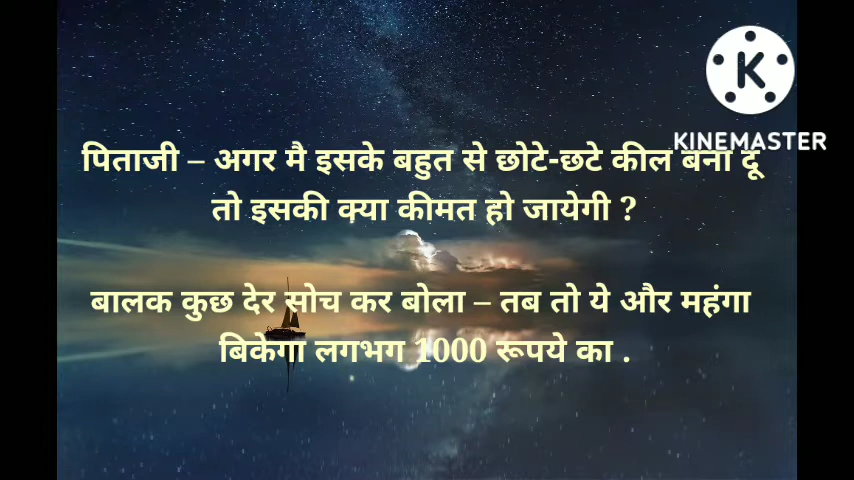 K
KINEMASTER
पिताजी – अगर मै इसके बहुत से छोटे-छटे कील बना दू
तो इसकी क्या कीमत हो जायेगी ?
बालक कुछ देर सोच कर बोला – तब तो ये और महंगा
बिकेगा लगभग 1000 रूपये का .